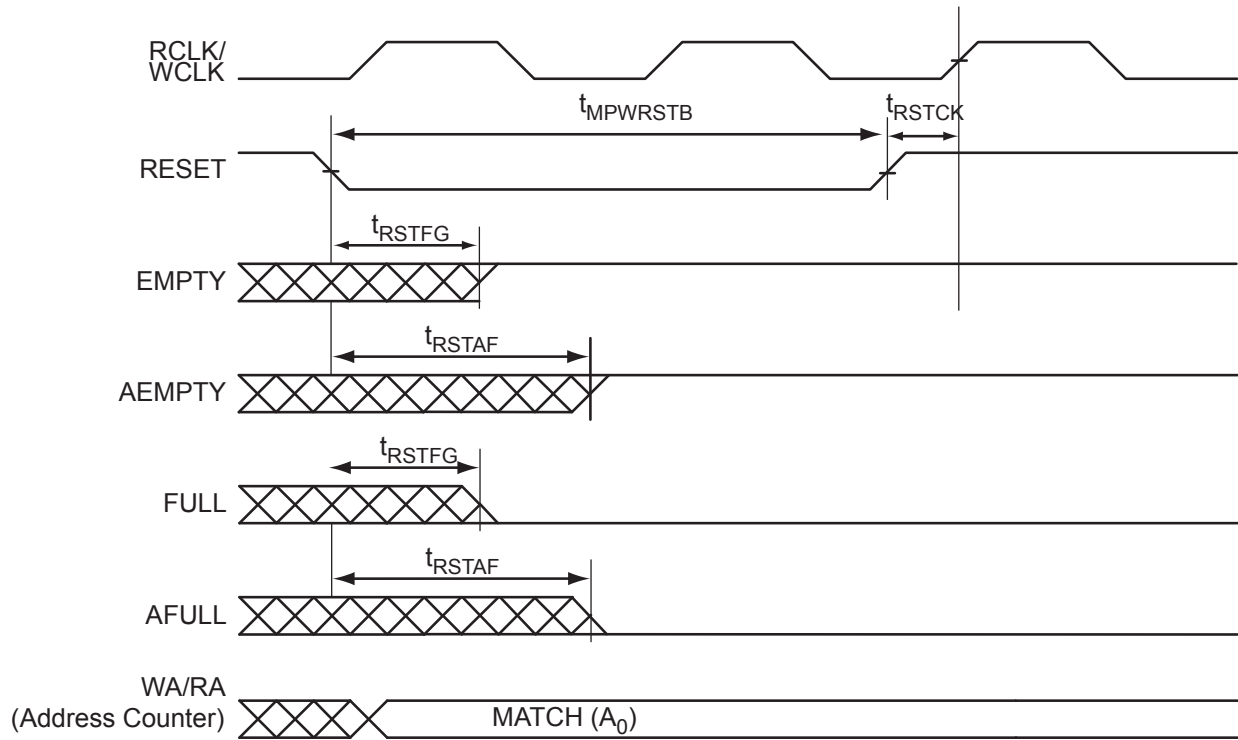 RCLK/
WCLK
tMPWRSTB
tRSTCK
RESET
tRSTFG
EMPTY
tRSTAF
AEMPTY
tRSTFG
FULL
tRSTAF
AFULL
WA/RA
(Address Counter)
MATCH (A0)